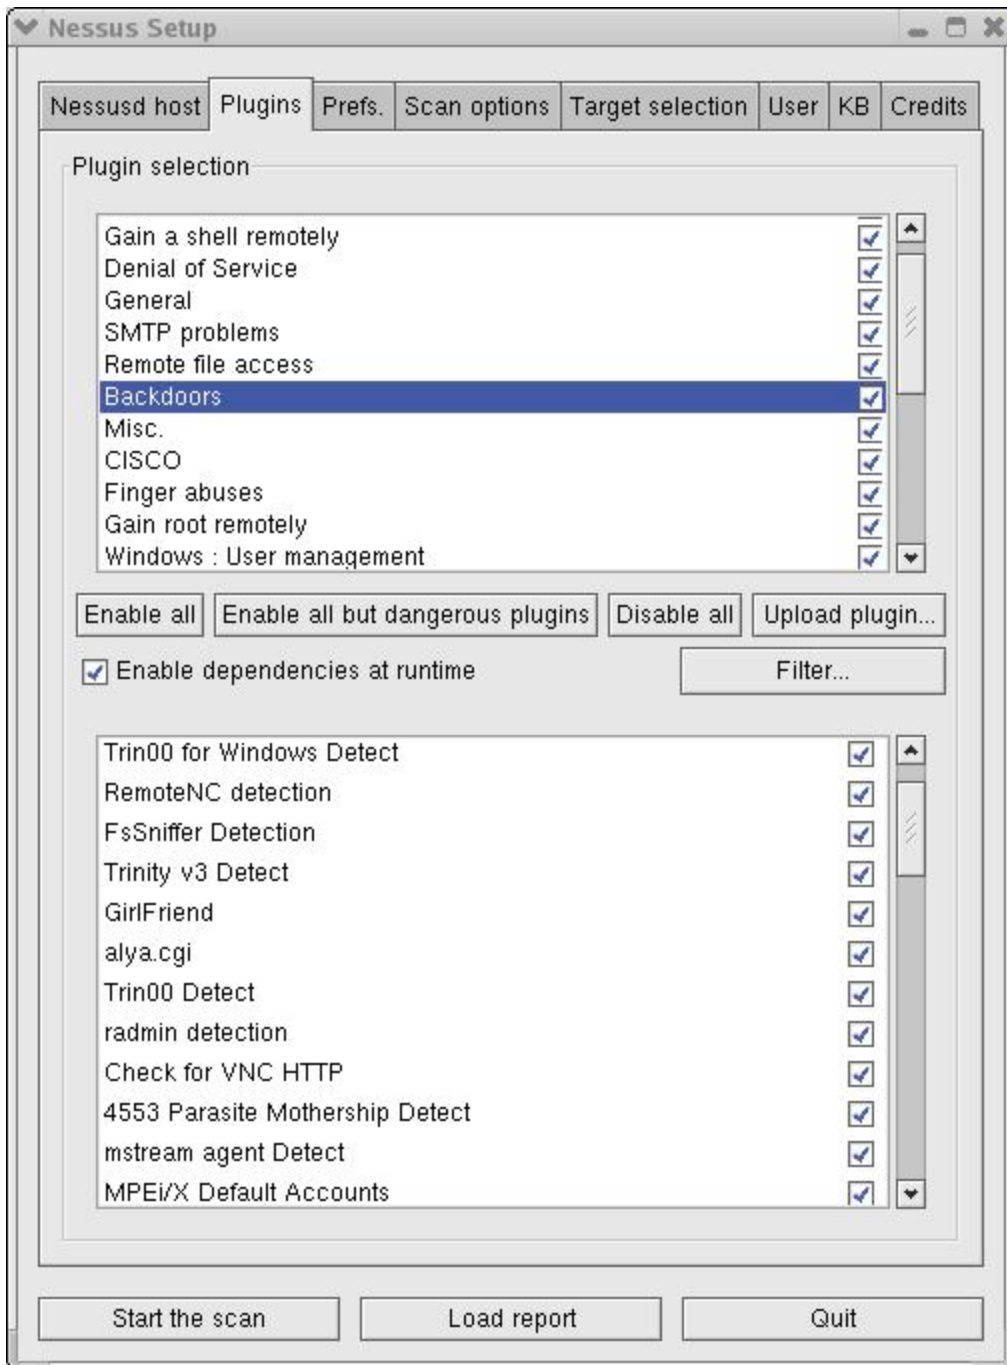 Nessus Setup
Nessusd host Plugins Prefs. Scan options Target selection User KB Credits
Plugin selection
Gain a shell remotely
Denial of Service
General
SMTP problems
Remote file access
Backdoors
Misc.
CISCO
Finger abuses
Gain root remotely
Windows : User management
Enable all Enable all but dangerous plugins Disable all Upload plugin...
Enable dependencies at runtime Filter...
Trin00 for Windows Detect
RemoteNC detection
FsSniffer Detection
Trinity v3 Detect
GirlFriend
alya.cgi
Trin00 Detect
radmin detection
Check for VNC HTTP
4553 Parasite Mothership Detect
mstream agent Detect
MPEi/X Default Accounts
Start the scan Load report Quit